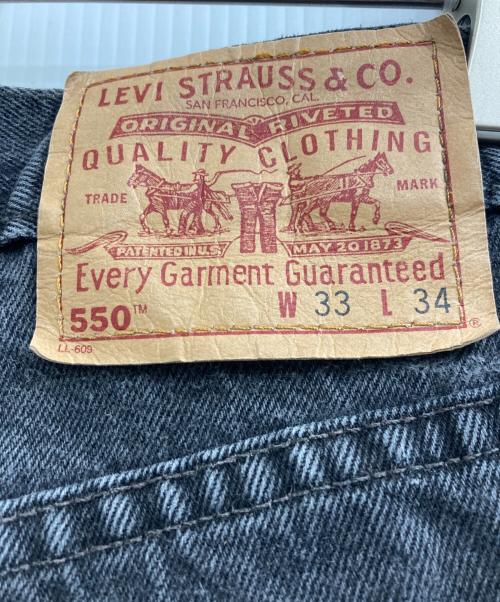 LEVI STRAUSS & CO.
SAN FRANCISCO, CAL.
ORIGINAL RIVETED
QUALITY CLOTHING
TRADE MARK
PATENTED IN U.S. MAY 20 1873
Every Garment Guaranteed
550™ W 33 L 34
LL-609 ®